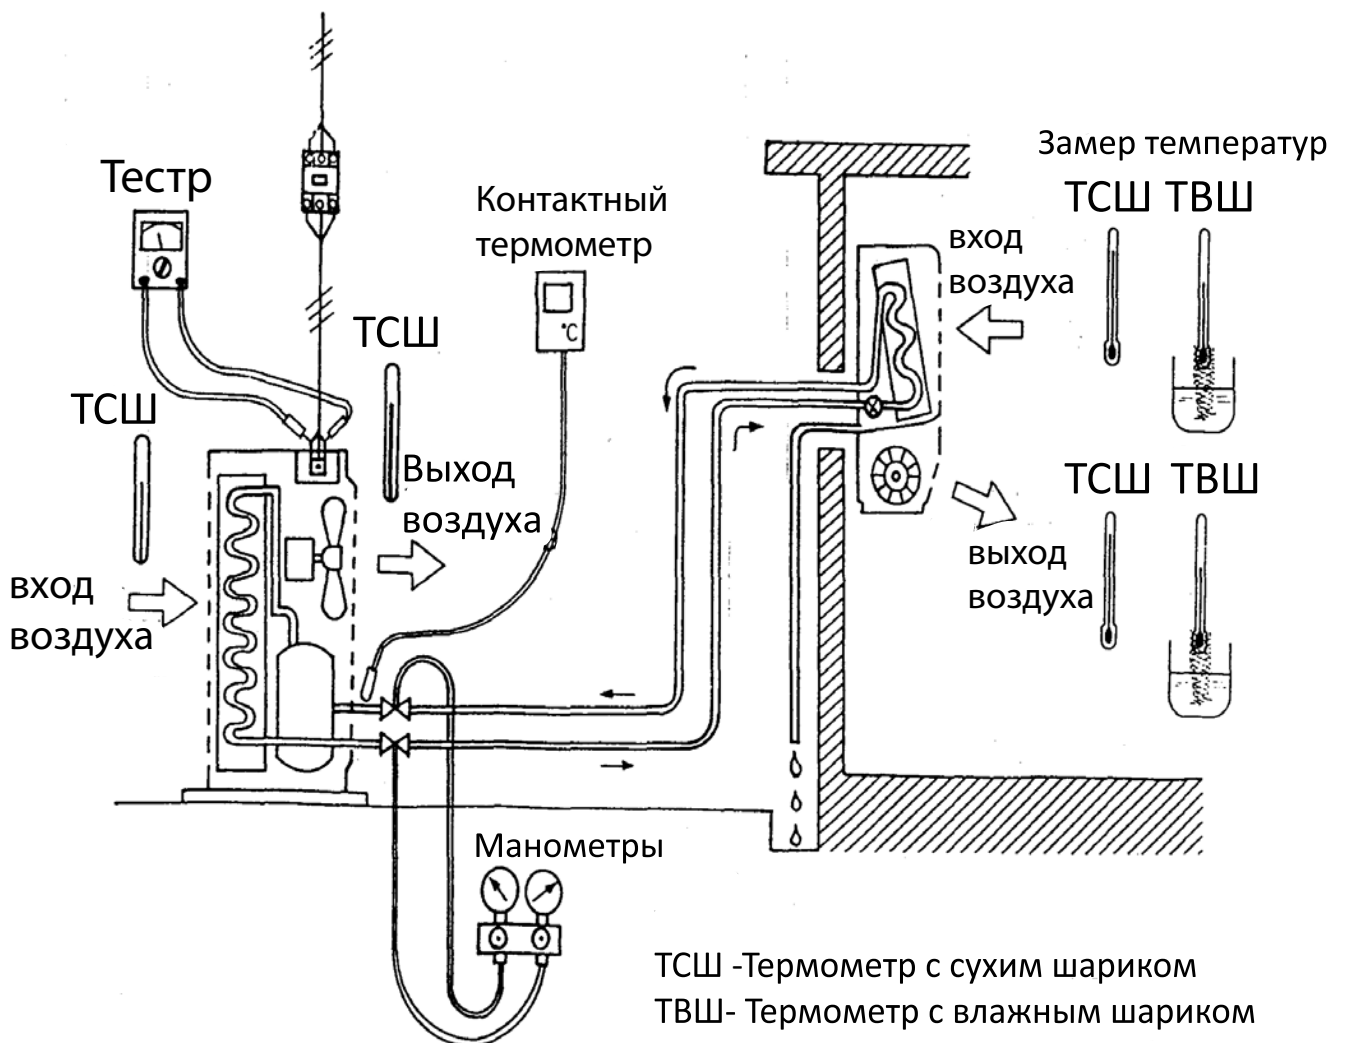 Замер температур
Тестр
ТСШ ТВШ
Контактный
термометр
вход
воздуха
°C
ТСШ
ТСШ
Выход
воздуха
ТСШ ТВШ
выход
воздуха
вход
воздуха
Манометры
ТСШ -Термометр с сухим шариком
ТВШ- Термометр с влажным шариком